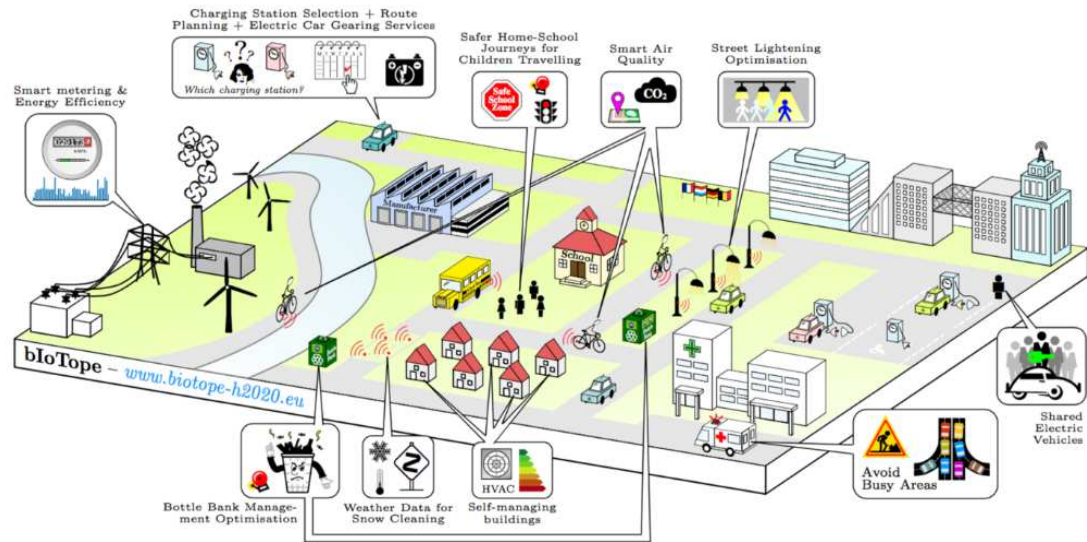 Charging Station Selection + Route
Planning + Electric Car Gearing Services
Which charging station?
Safer Home-School
Journeys for
Children Travelling
Safe
School
Zone
Smart Air
Quality
CO2
Street Lightening
Optimisation
Smart metering &
Energy Efficiency
Manufacturer
School
bIoTope – www.biotope-h2020.eu
Bottle Bank Manage-
ment Optimisation
Weather Data for
Snow Cleaning
HVAC
Self-managing
buildings
Avoid
Busy Areas
Shared
Electric
Vehicles